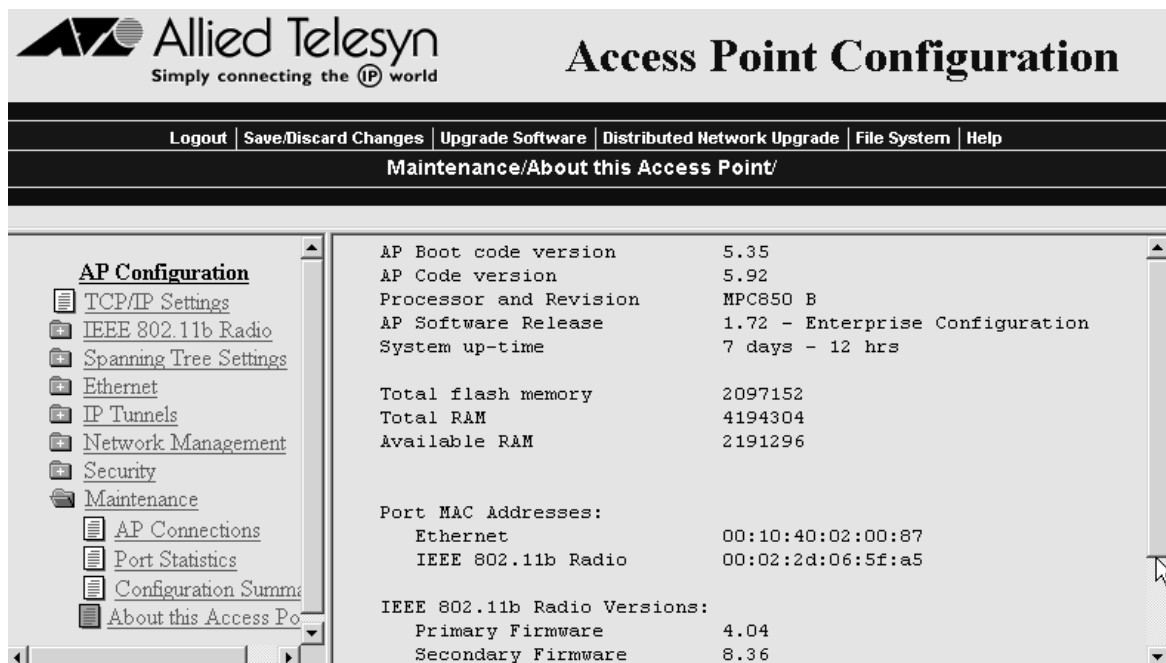 Allied Telesyn
Simply connecting the IP world
Access Point Configuration
Logout | Save/Discard Changes | Upgrade Software | Distributed Network Upgrade | File System | Help
Maintenance/About this Access Point/
AP Configuration
TCP/IP Settings
IEEE 802.11b Radio
Spanning Tree Settings
Ethernet
IP Tunnels
Network Management
Security
Maintenance
AP Connections
Port Statistics
Configuration Summa
About this Access Po
AP Boot code version 5.35
AP Code version 5.92
Processor and Revision MPC850 B
AP Software Release 1.72 - Enterprise Configuration
System up-time 7 days - 12 hrs
Total flash memory 2097152
Total RAM 4194304
Available RAM 2191296
Port MAC Addresses:
Ethernet 00:10:40:02:00:87
IEEE 802.11b Radio 00:02:2d:06:5f:a5
IEEE 802.11b Radio Versions:
Primary Firmware 4.04
Secondary Firmware 8.36